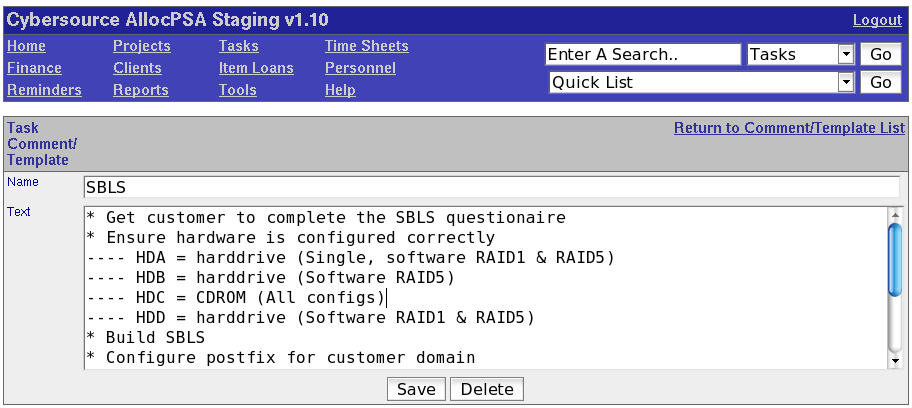 Cybersource AllocPSA Staging v1.10 Logout
Home Projects Tasks Time Sheets Enter A Search.. Tasks Go
Finance Clients Item Loans Personnel Quick List Go
Reminders Reports Tools Help
Task Return to Comment/Template List
Comment/
Template
Name SBLS
Text
* Get customer to complete the SBLS questionaire
* Ensure hardware is configured correctly
---- HDA = harddrive (Single, software RAID1 & RAID5)
---- HDB = harddrive (Software RAID5)
---- HDC = CDROM (All configs)
---- HDD = harddrive (Software RAID1 & RAID5)
* Build SBLS
* Configure postfix for customer domain
Save Delete